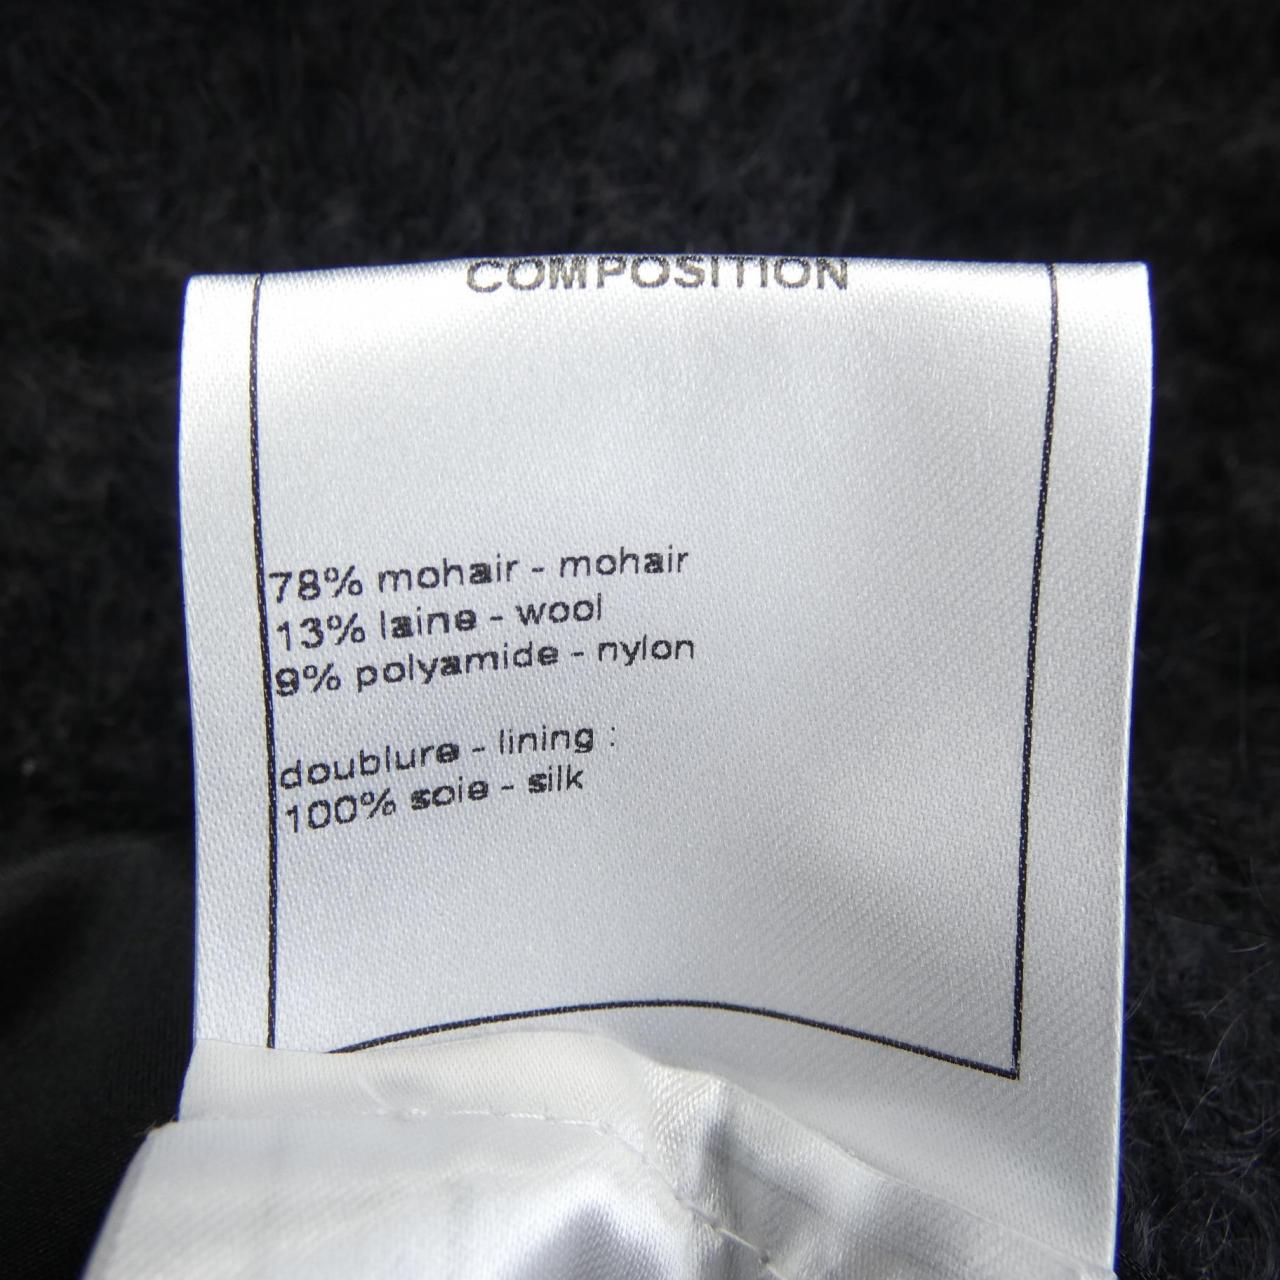 COMPOSITION
78% mohair - mohair
13% laine - wool
9% polyamide - nylon
doublure - lining :
100% soie - silk